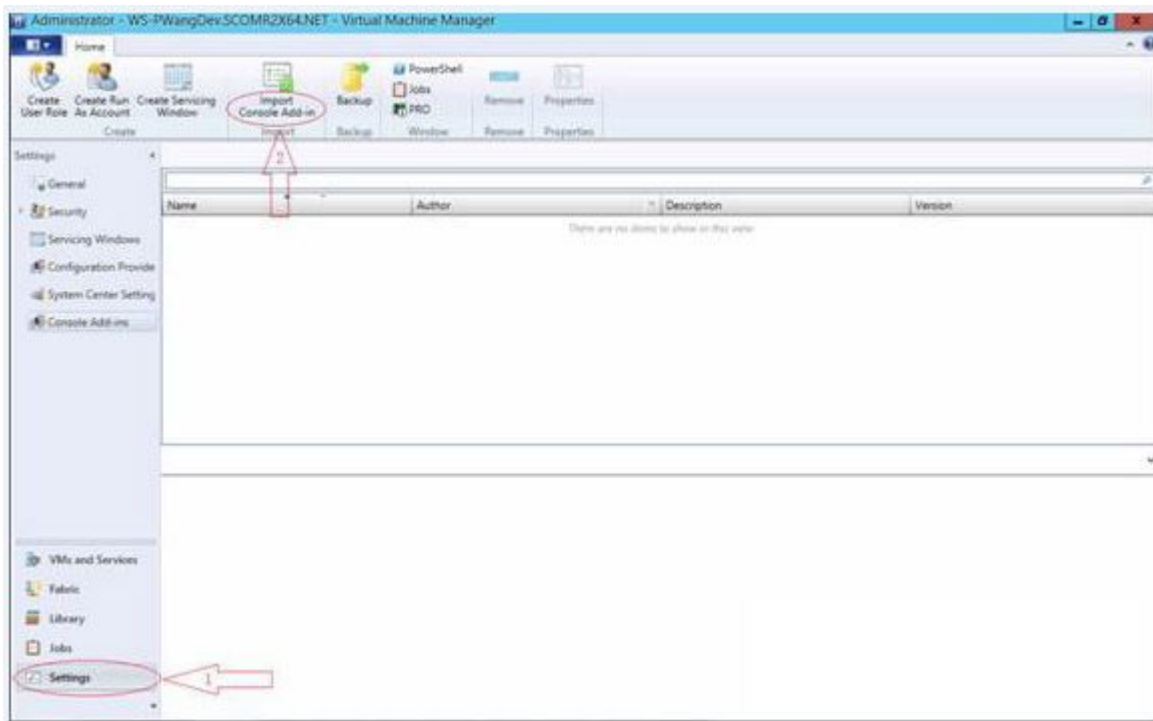 Administrator - WS-PWangDev.SCOMR2X64.NET - Virtual Machine Manager
Home
Create User Role
Create Run As Account
Create Servicing Window
Import Console Add-in
Backup
PowerShell
Jobs
PRO
Remove
Properties
Create
Import
Backup
Window
Remove
Properties
2
Settings
General
Security
Servicing Windows
Configuration Provide
System Center Setting
Console Add-ins
Name
Author
Description
Version
There are no items to show in this view
VMs and Services
Fabric
Library
Jobs
Settings
1